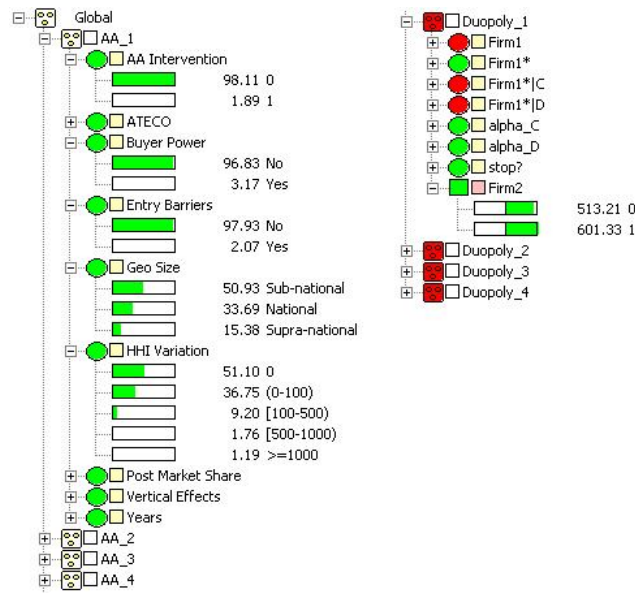 Global
AA_1
AA Intervention
98.11 0
1.89 1
ATECO
Buyer Power
96.83 No
3.17 Yes
Entry Barriers
97.93 No
2.07 Yes
Geo Size
50.93 Sub-national
33.69 National
15.38 Supra-national
HHI Variation
51.10 0
36.75 (0-100)
9.20 [100-500)
1.76 [500-1000)
1.19 >=1000
Post Market Share
Vertical Effects
Years
AA_2
AA_3
AA_4
Duopoly_1
Firm1
Firm1*
Firm1*|C
Firm1*|D
alpha_C
alpha_D
stop?
Firm2
513.21 0
601.33 1
Duopoly_2
Duopoly_3
Duopoly_4